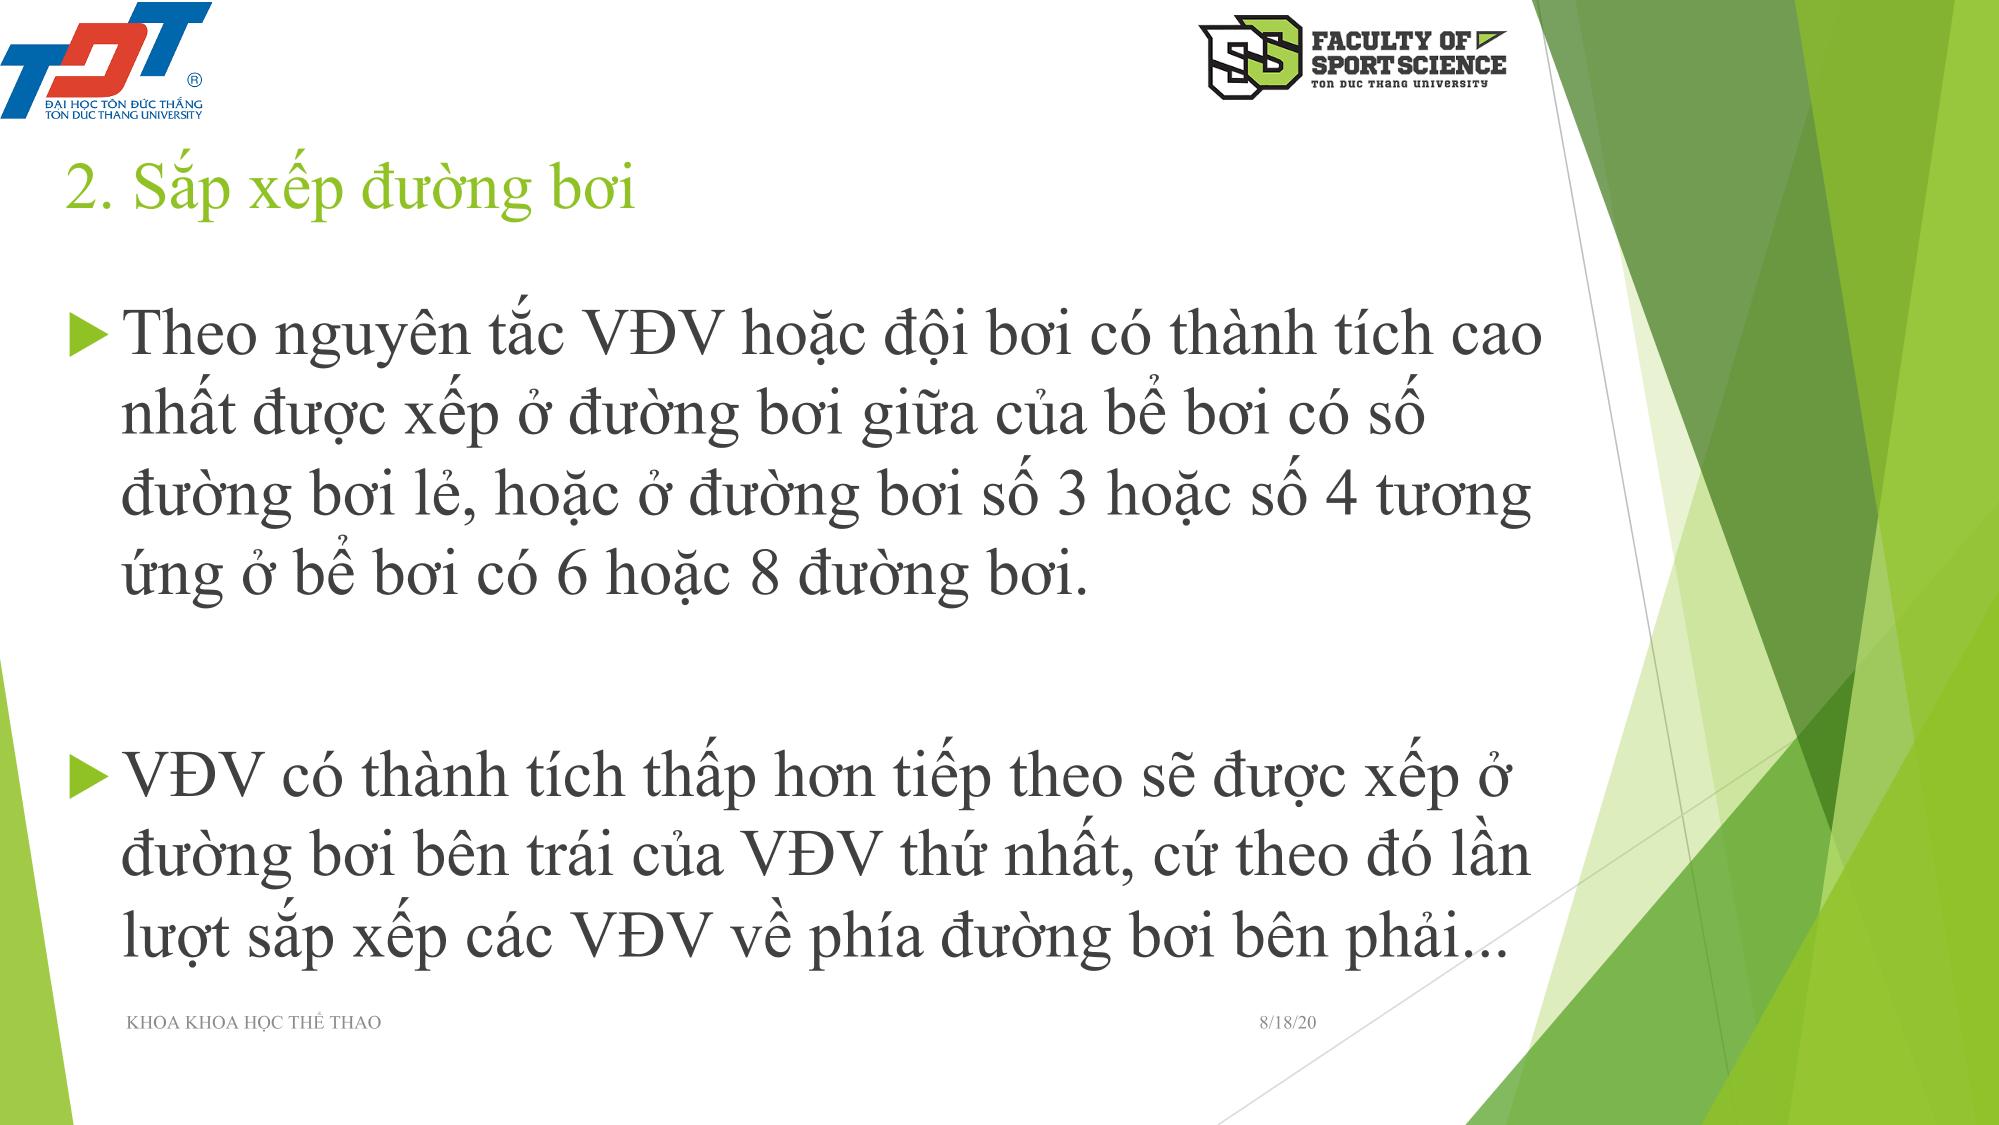 TDT
®
ĐẠI HỌC TÔN ĐỨC THẮNG
TON DUC THANG UNIVERSITY
SS
FACULTY OF
SPORT SCIENCE
TON DUC THANG UNIVERSITY
2. Sắp xếp đường bơi
Theo nguyên tắc VĐV hoặc đội bơi có thành tích cao
nhất được xếp ở đường bơi giữa của bể bơi có số
đường bơi lẻ, hoặc ở đường bơi số 3 hoặc số 4 tương
ứng ở bể bơi có 6 hoặc 8 đường bơi.
VĐV có thành tích thấp hơn tiếp theo sẽ được xếp ở
đường bơi bên trái của VĐV thứ nhất, cứ theo đó lần
lượt sắp xếp các VĐV về phía đường bơi bên phải...
KHOA KHOA HỌC THỂ THAO
8/18/20